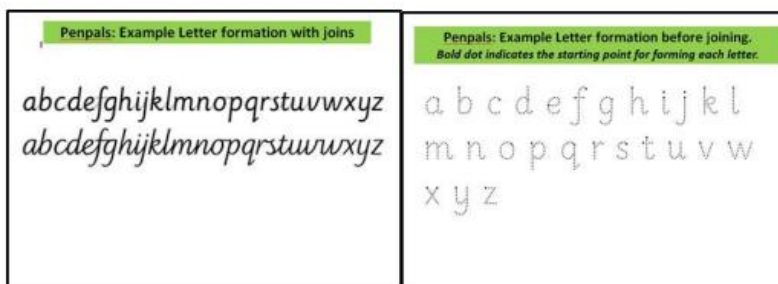 Penpals: Example Letter formation with joins
abcdefghijklmnopqrstuvwxyz
abcdefghijklmnopqrstuvwxyz
Penpals: Example Letter formation before joining.
Bold dot indicates the starting point for forming each letter.
a b c d e f g h i j k l
m n o p q r s t u v w
x y z